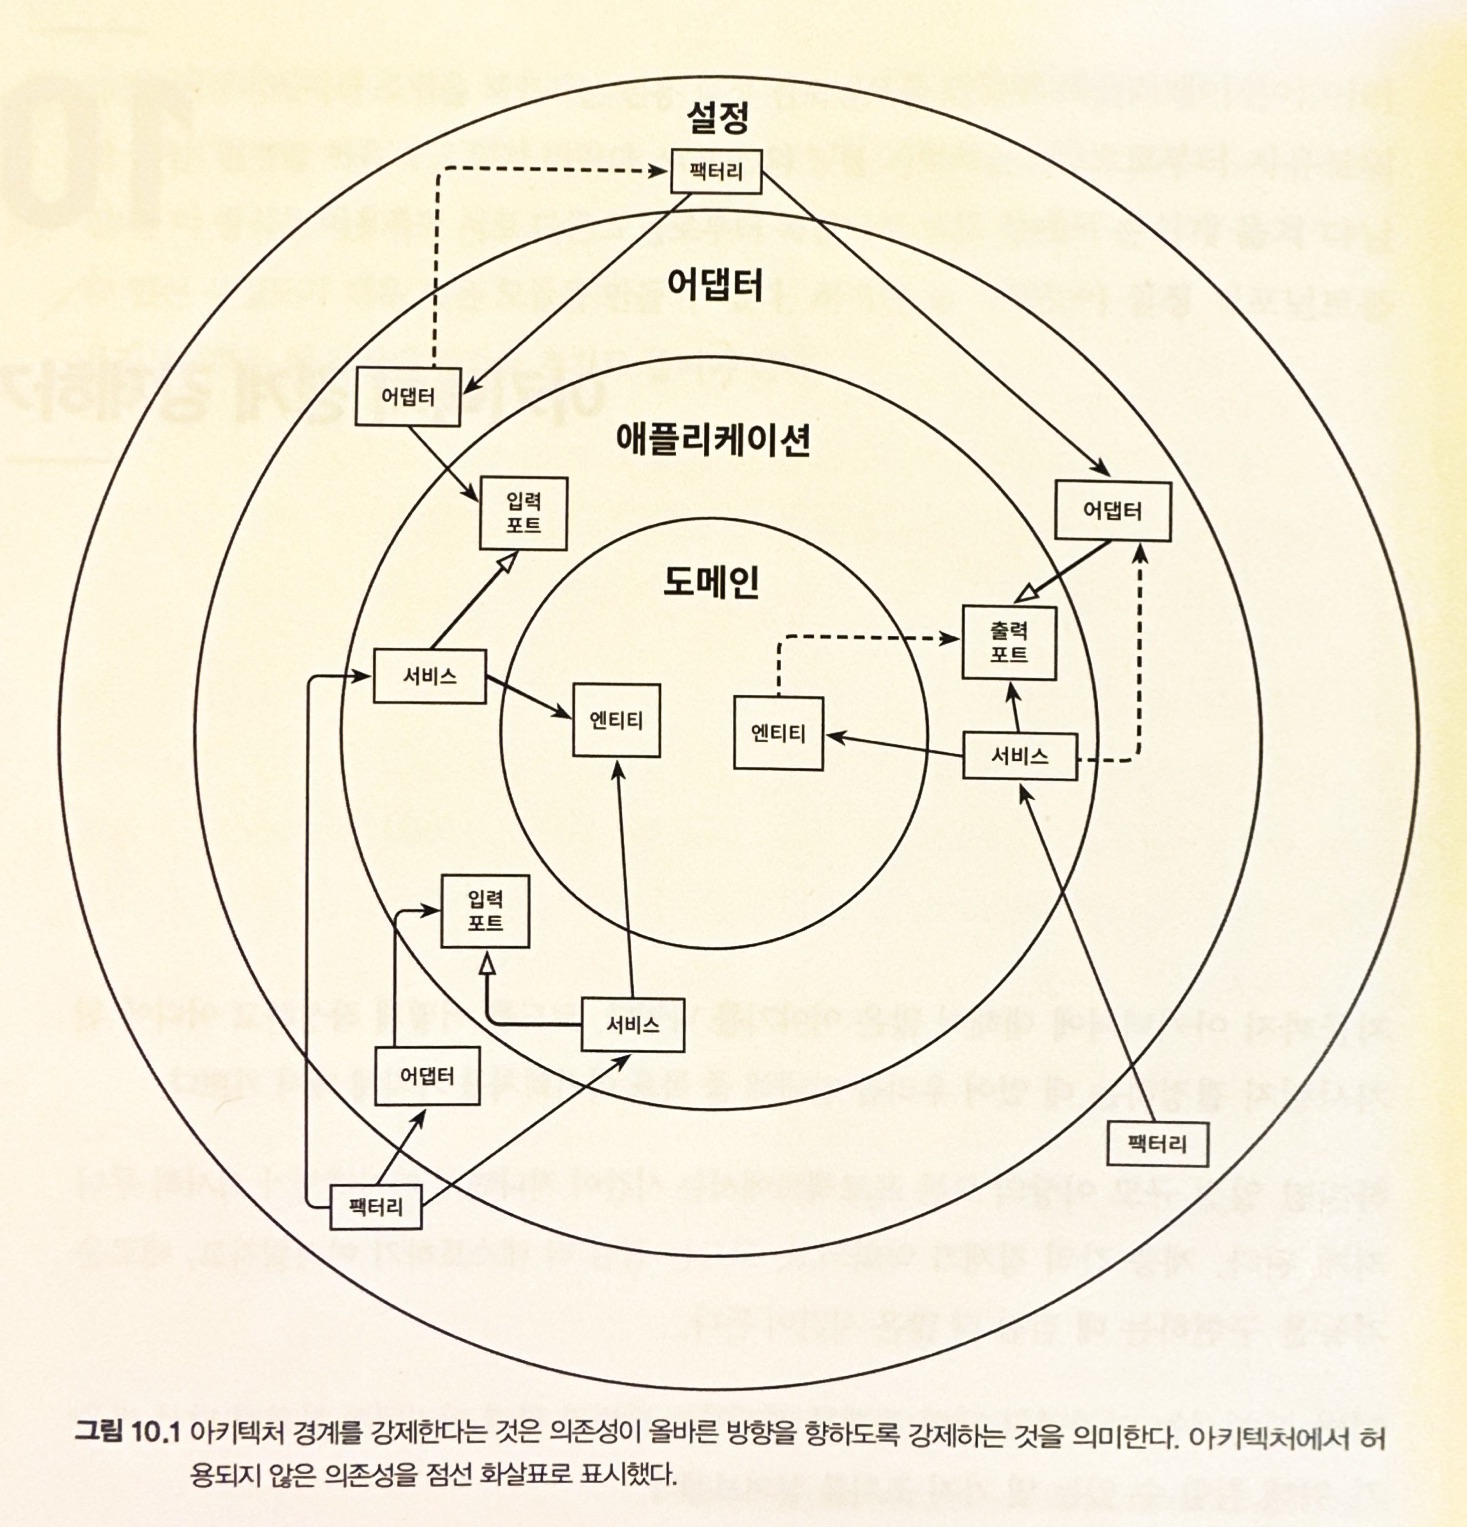 설정
팩터리
어댑터
어댑터
애플리케이션
입력
포트
어댑터
도메인
출력
포트
서비스
엔티티
엔티티
서비스
입력
포트
서비스
어댑터
팩터리
팩터리
그림 10.1 아키텍처 경계를 강제한다는 것은 의존성이 올바른 방향을 향하도록 강제하는 것을 의미한다. 아키텍처에서 허
용되지 않은 의존성을 점선 화살표로 표시했다.